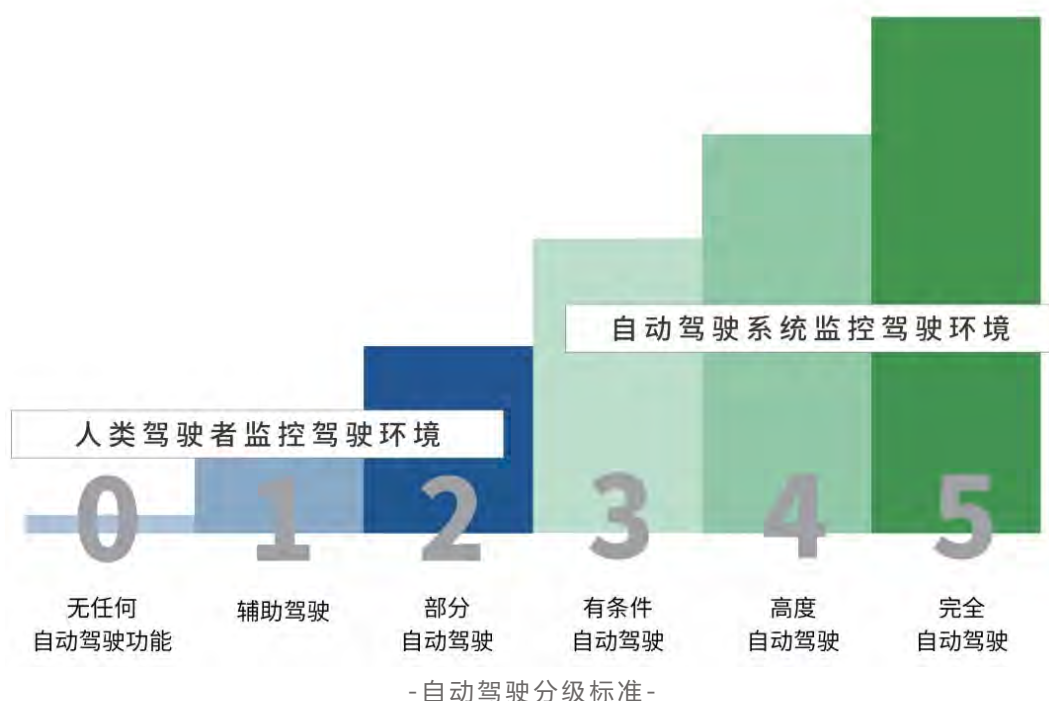 自动驾驶系统监控驾驶环境
人类驾驶者监控驾驶环境
0 1 2 3 4 5
无任何
自动驾驶功能
辅助驾驶
部分
自动驾驶
有条件
自动驾驶
高度
自动驾驶
完全
自动驾驶
-自动驾驶分级标准-